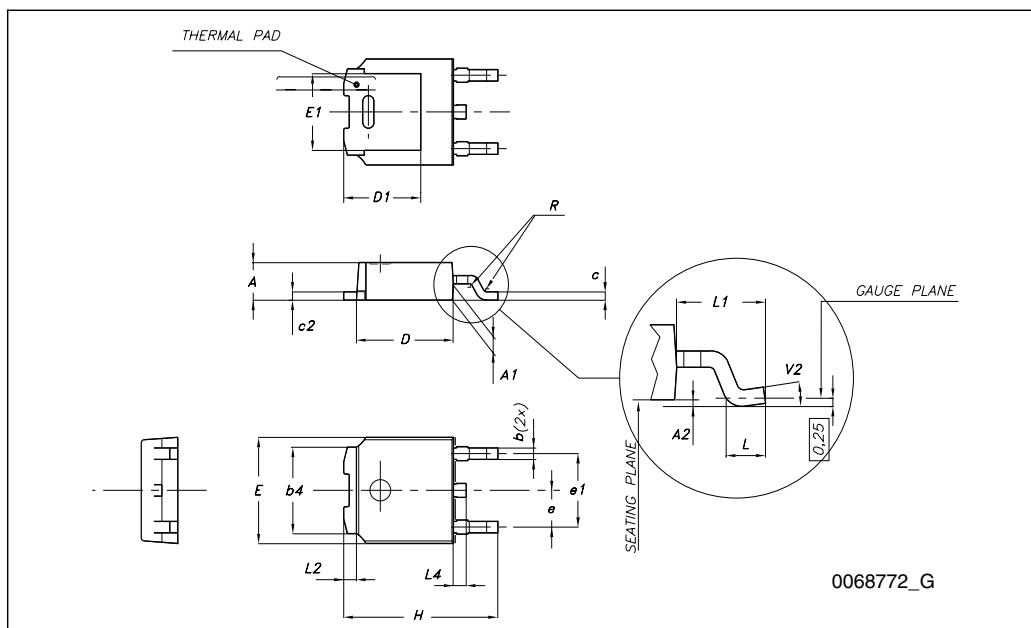 THERMAL PAD
E1
D1
R
A
c
c2
D
A1
L1
GAUGE PLANE
V2
A2
L
0,25
SEATING PLANE
b(2x)
E
b4
e1
e
L2
L4
H
0068772_G